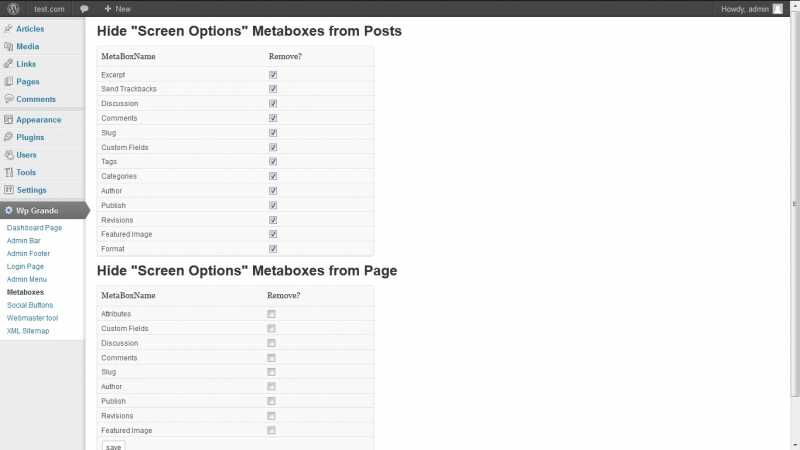 test.com + New Howdy, admin
Articles
Media
Links
Pages
Comments
Appearance
Plugins
Users
Tools
Settings
Wp Grande
Dashboard Page
Admin Bar
Admin Footer
Login Page
Admin Menu
Metaboxes
Social Buttons
Webmaster tool
XML Sitemap
Hide "Screen Options" Metaboxes from Posts
MetaBoxName Remove?
Excerpt
Send Trackbacks
Discussion
Comments
Slug
Custom Fields
Tags
Categories
Author
Publish
Revisions
Featured Image
Format
Hide "Screen Options" Metaboxes from Page
MetaBoxName Remove?
Attributes
Custom Fields
Discussion
Comments
Slug
Author
Publish
Revisions
Featured Image
save